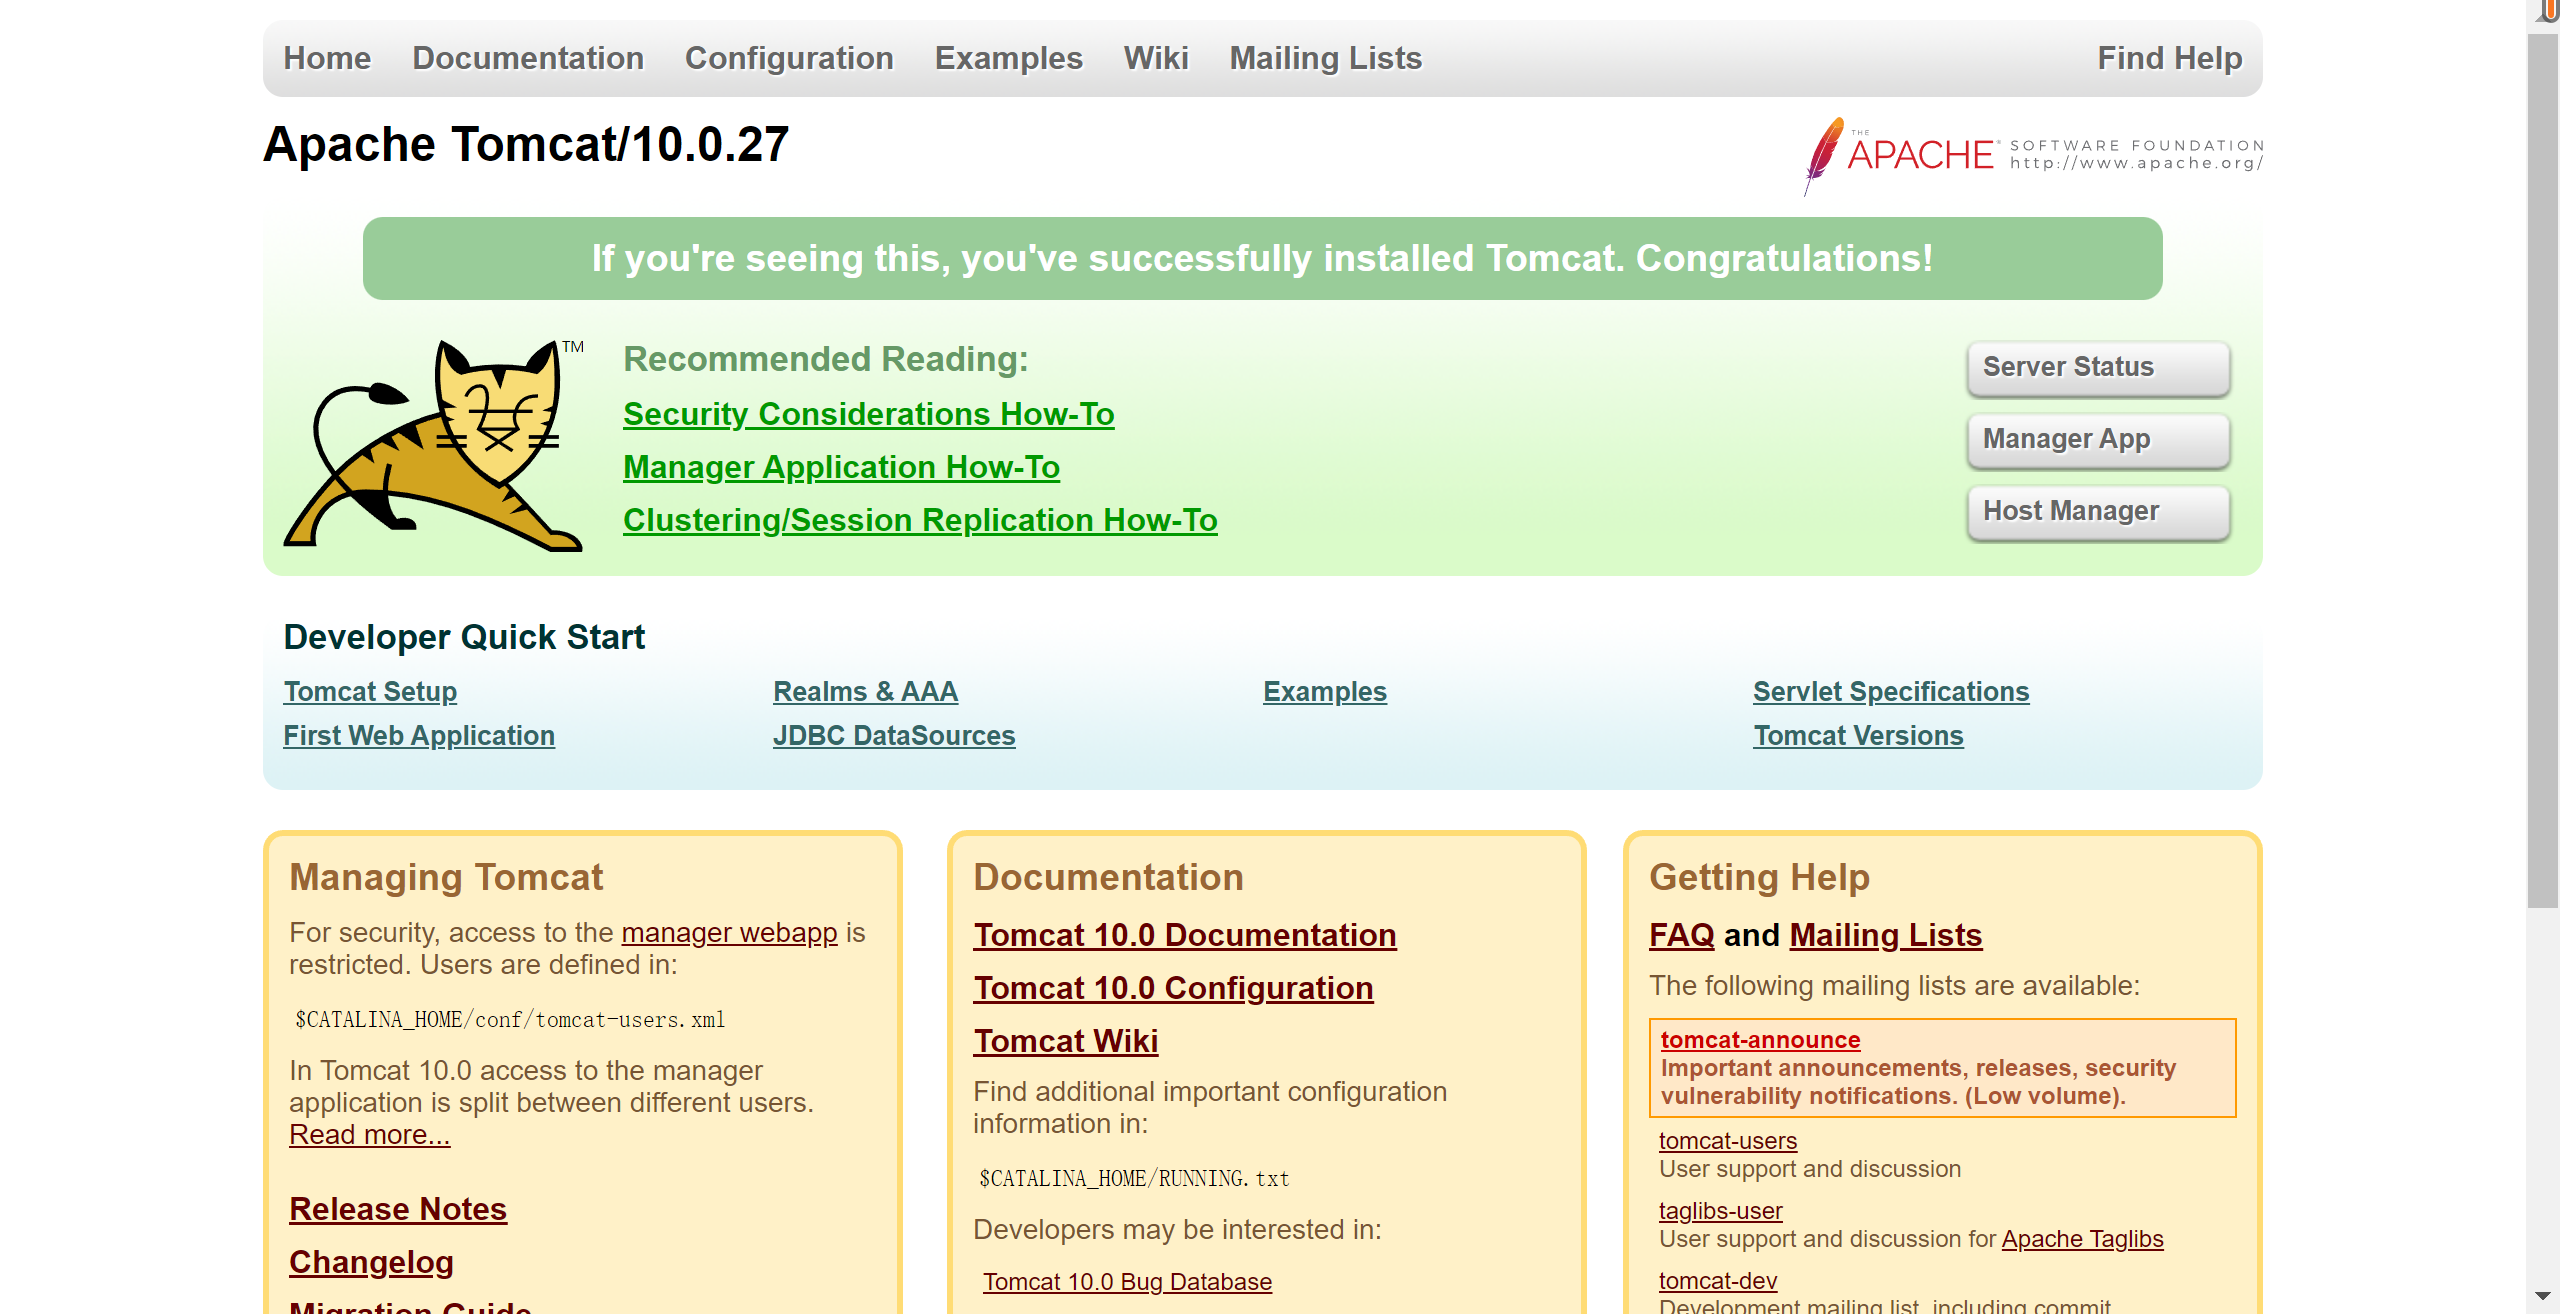 Home Documentation Configuration Examples Wiki Mailing Lists Find Help
Apache Tomcat/10.0.27
THE
APACHE®
SOFTWARE FOUNDATION
http://www.apache.org/
If you're seeing this, you've successfully installed Tomcat. Congratulations!
TM
Recommended Reading:
Security Considerations How-To
Manager Application How-To
Clustering/Session Replication How-To
Server Status
Manager App
Host Manager
Developer Quick Start
Tomcat Setup
First Web Application
Realms & AAA
JDBC DataSources
Examples
Servlet Specifications
Tomcat Versions
Managing Tomcat
For security, access to the manager webapp is
restricted. Users are defined in:
$CATALINA_HOME/conf/tomcat-users.xml
In Tomcat 10.0 access to the manager
application is split between different users.
Read more...
Release Notes
Changelog
Migration Guide
Documentation
Tomcat 10.0 Documentation
Tomcat 10.0 Configuration
Tomcat Wiki
Find additional important configuration
information in:
$CATALINA_HOME/RUNNING.txt
Developers may be interested in:
Tomcat 10.0 Bug Database
Getting Help
FAQ and Mailing Lists
The following mailing lists are available:
tomcat-announce
Important announcements, releases, security
vulnerability notifications. (Low volume).
tomcat-users
User support and discussion
taglibs-user
User support and discussion for Apache Taglibs
tomcat-dev
Development mailing list, including commit